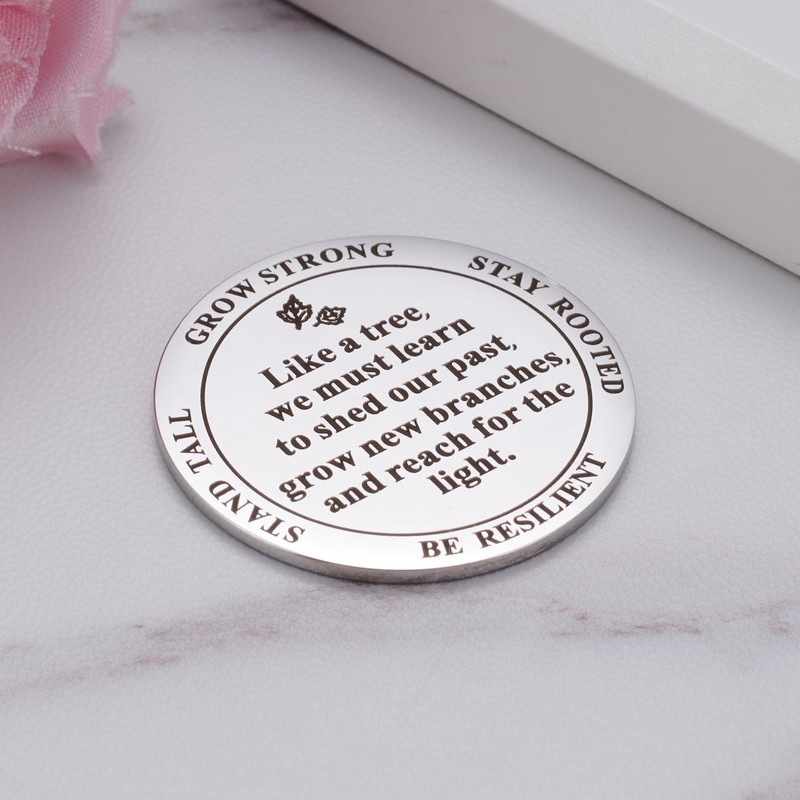 GROW STRONG
STAY ROOTED
Like a tree,
we must learn
to shed our past,
grow new branches,
and reach for the
light.
STAND TALL
BE RESILIENT